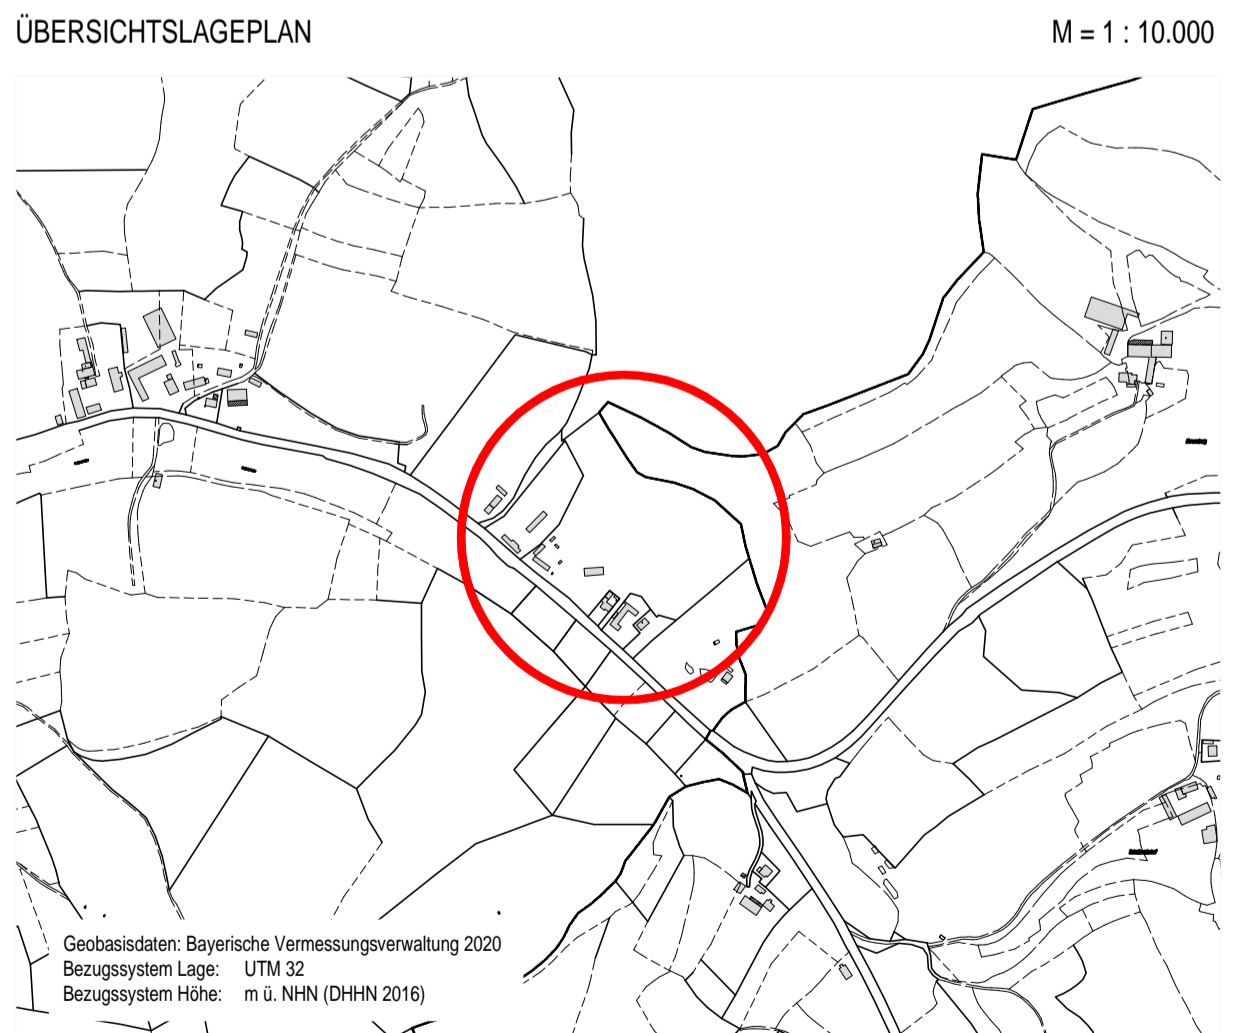 ÜBERSICHTSLAGEPLAN M = 1 : 10.000
Geobasisdaten: Bayerische Vermessungsverwaltung 2020
Bezugssystem Lage: UTM 32
Bezugssystem Höhe: m ü. NHN (DHHN 2016)